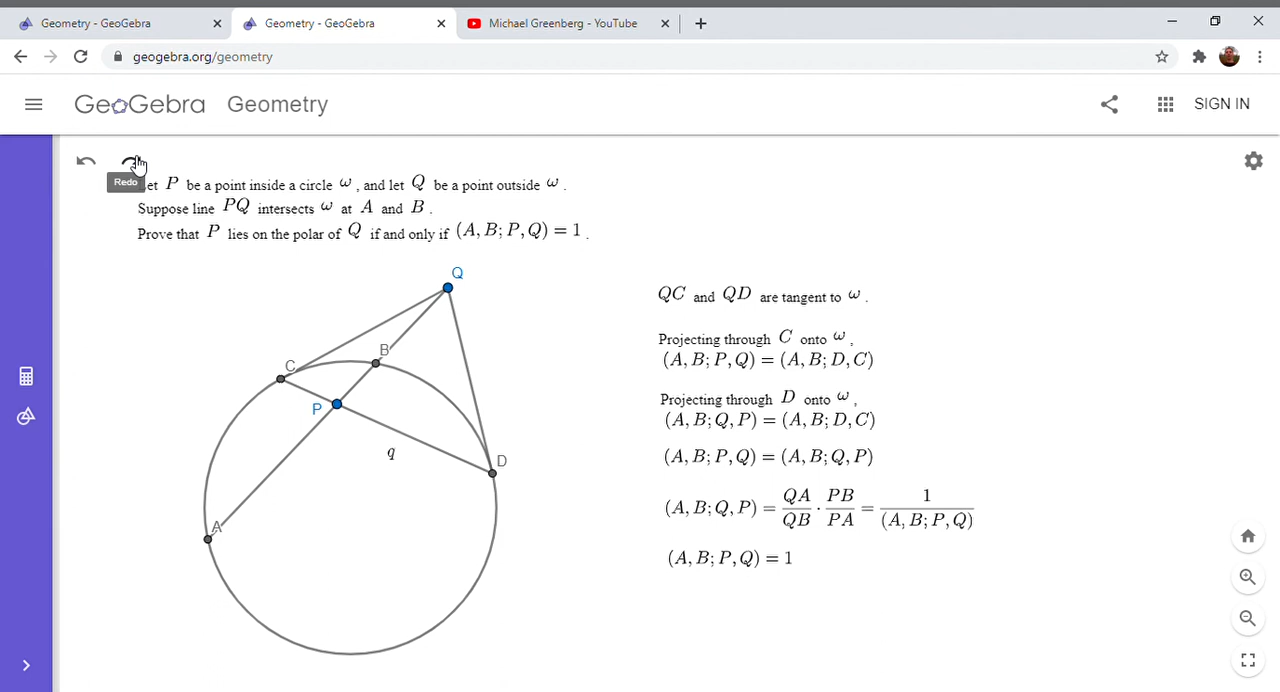 Geometry - GeoGebra
Geometry - GeoGebra
Michael Greenberg - YouTube
geogebra.org/geometry
GeoGebra Geometry
SIGN IN
Redo
et P be a point inside a circle ω , and let Q be a point outside ω .
Suppose line PQ intersects ω at A and B .
Prove that P lies on the polar of Q if and only if (A, B; P, Q) = 1 .
Q
C
B
P
q
D
A
QC and QD are tangent to ω .
Projecting through C onto ω ,
(A, B; P, Q) = (A, B; D, C)
Projecting through D onto ω ,
(A, B; Q, P) = (A, B; D, C)
(A, B; P, Q) = (A, B; Q, P)
(A, B; Q, P) = QA/QB · PB/PA = 1/(A, B; P, Q)
(A, B; P, Q) = 1